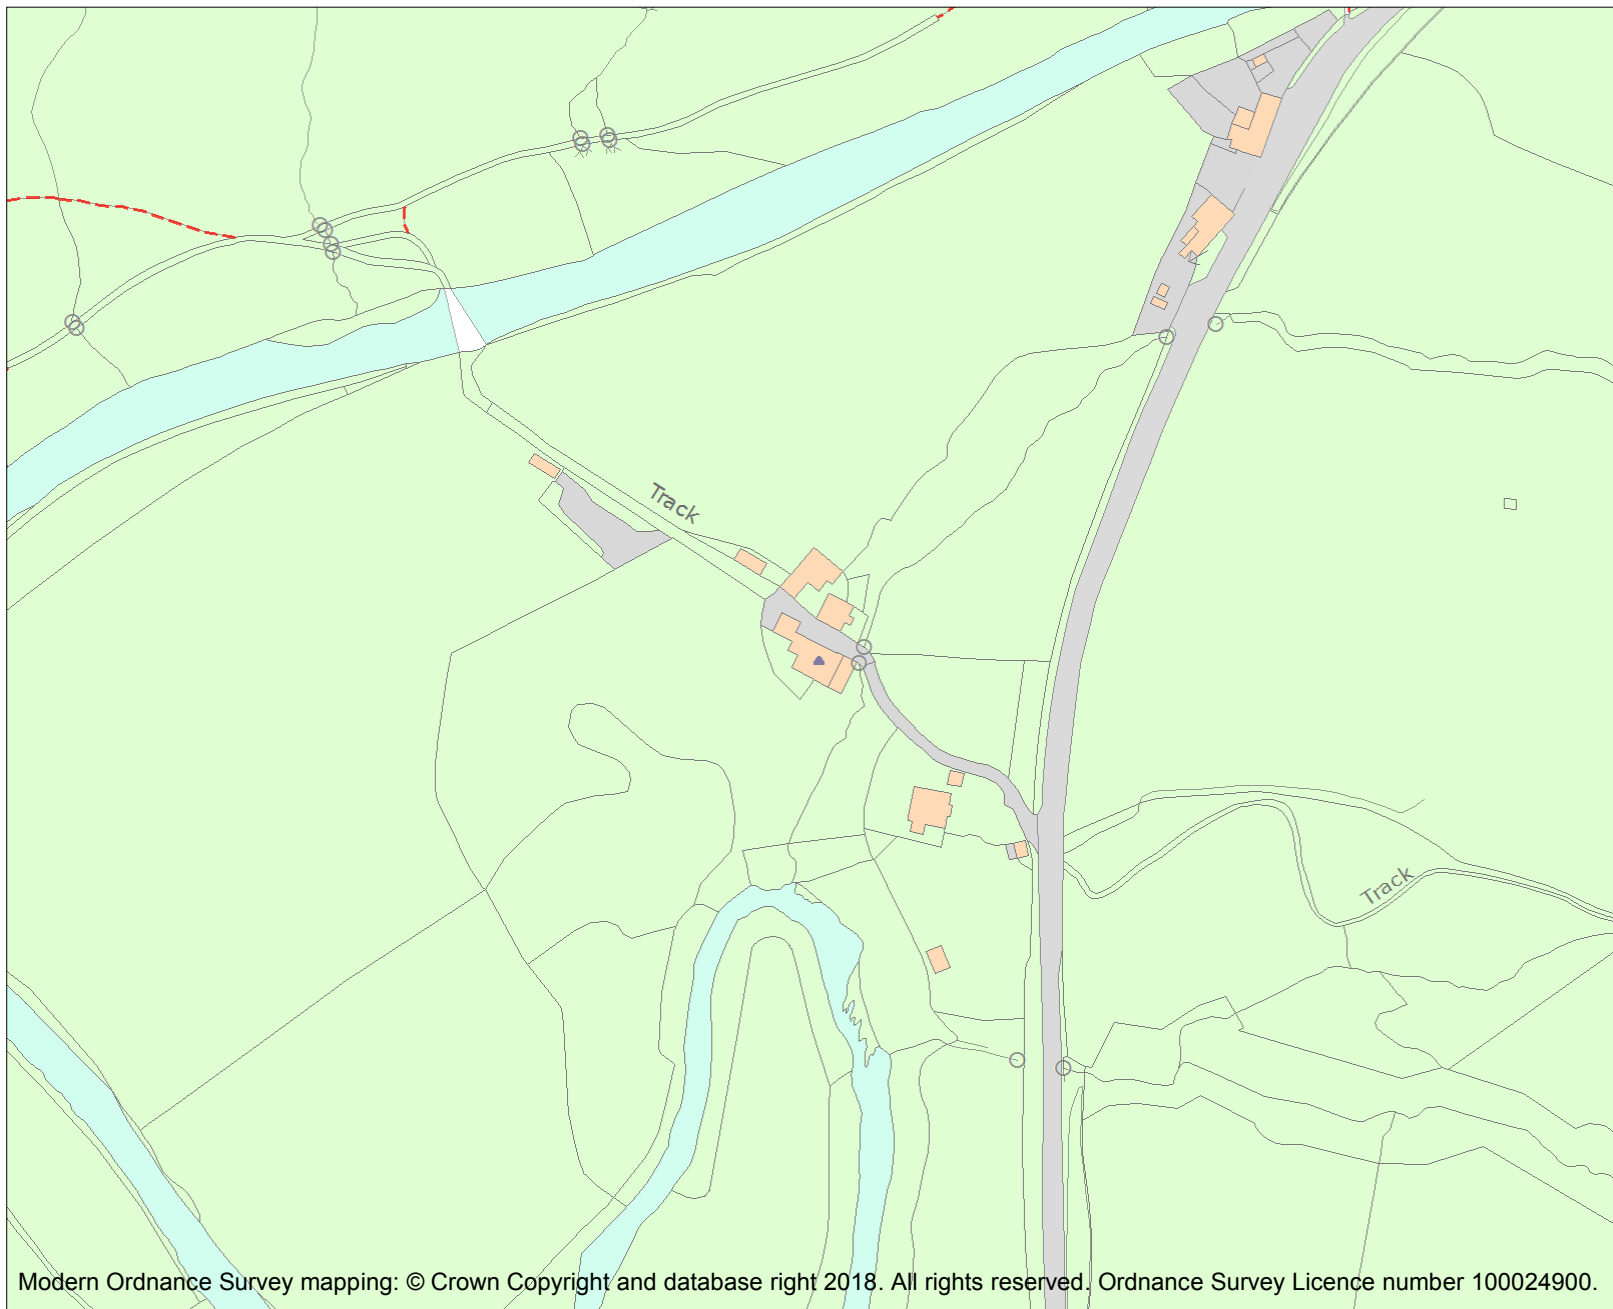 Track
Track
Modern Ordnance Survey mapping: © Crown Copyright and database right 2018. All rights reserved. Ordnance Survey Licence number 100024900.